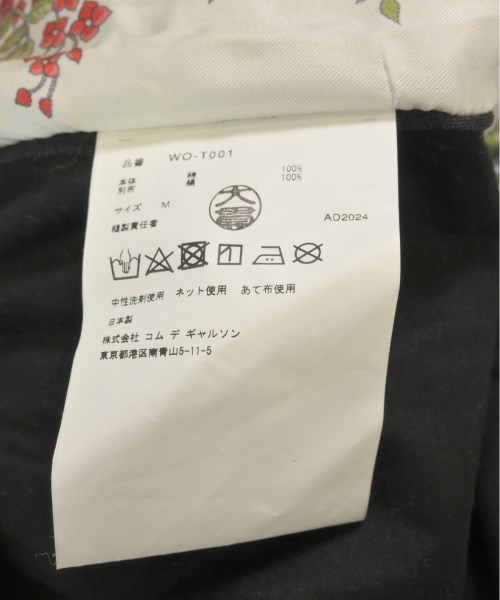 品番 WO-T001
本体 綿 100%
別布 絹 100%
サイズ M
縫製責任者 大賀 AD2024
中性洗剤使用 ネット使用 あて布使用
日本製
株式会社 コム デ ギャルソン
東京都港区南青山5-11-5